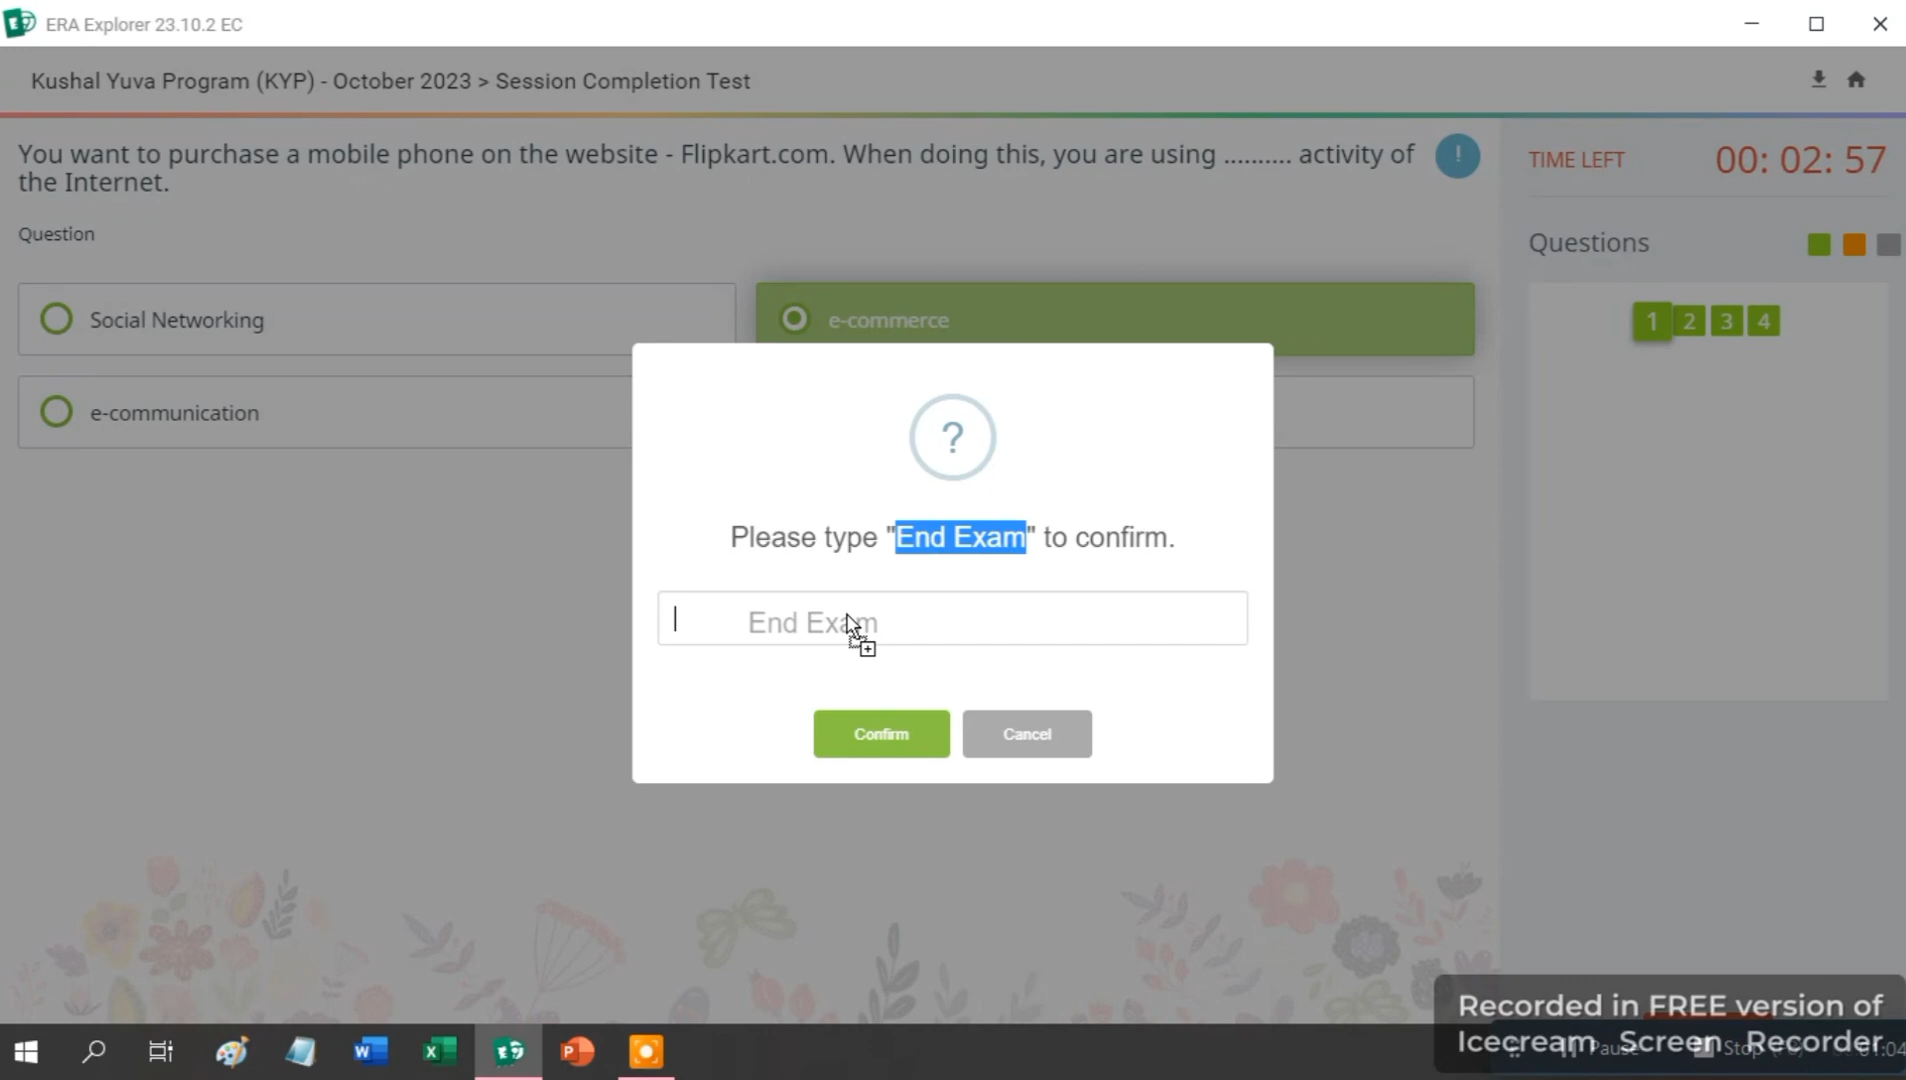 ERA Explorer 23.10.2 EC
Kushal Yuva Program (KYP) - October 2023 > Session Completion Test
You want to purchase a mobile phone on the website - Flipkart.com. When doing this, you are using .......... activity of
the Internet.
!
TIME LEFT
00: 02: 57
Question
Questions
Social Networking
e-commerce
1 2 3 4
e-communication
?
Please type "End Exam" to confirm.
End Exam
Confirm
Cancel
Recorded in FREE version of
Icecream Screen Recorder
Pause
Stop